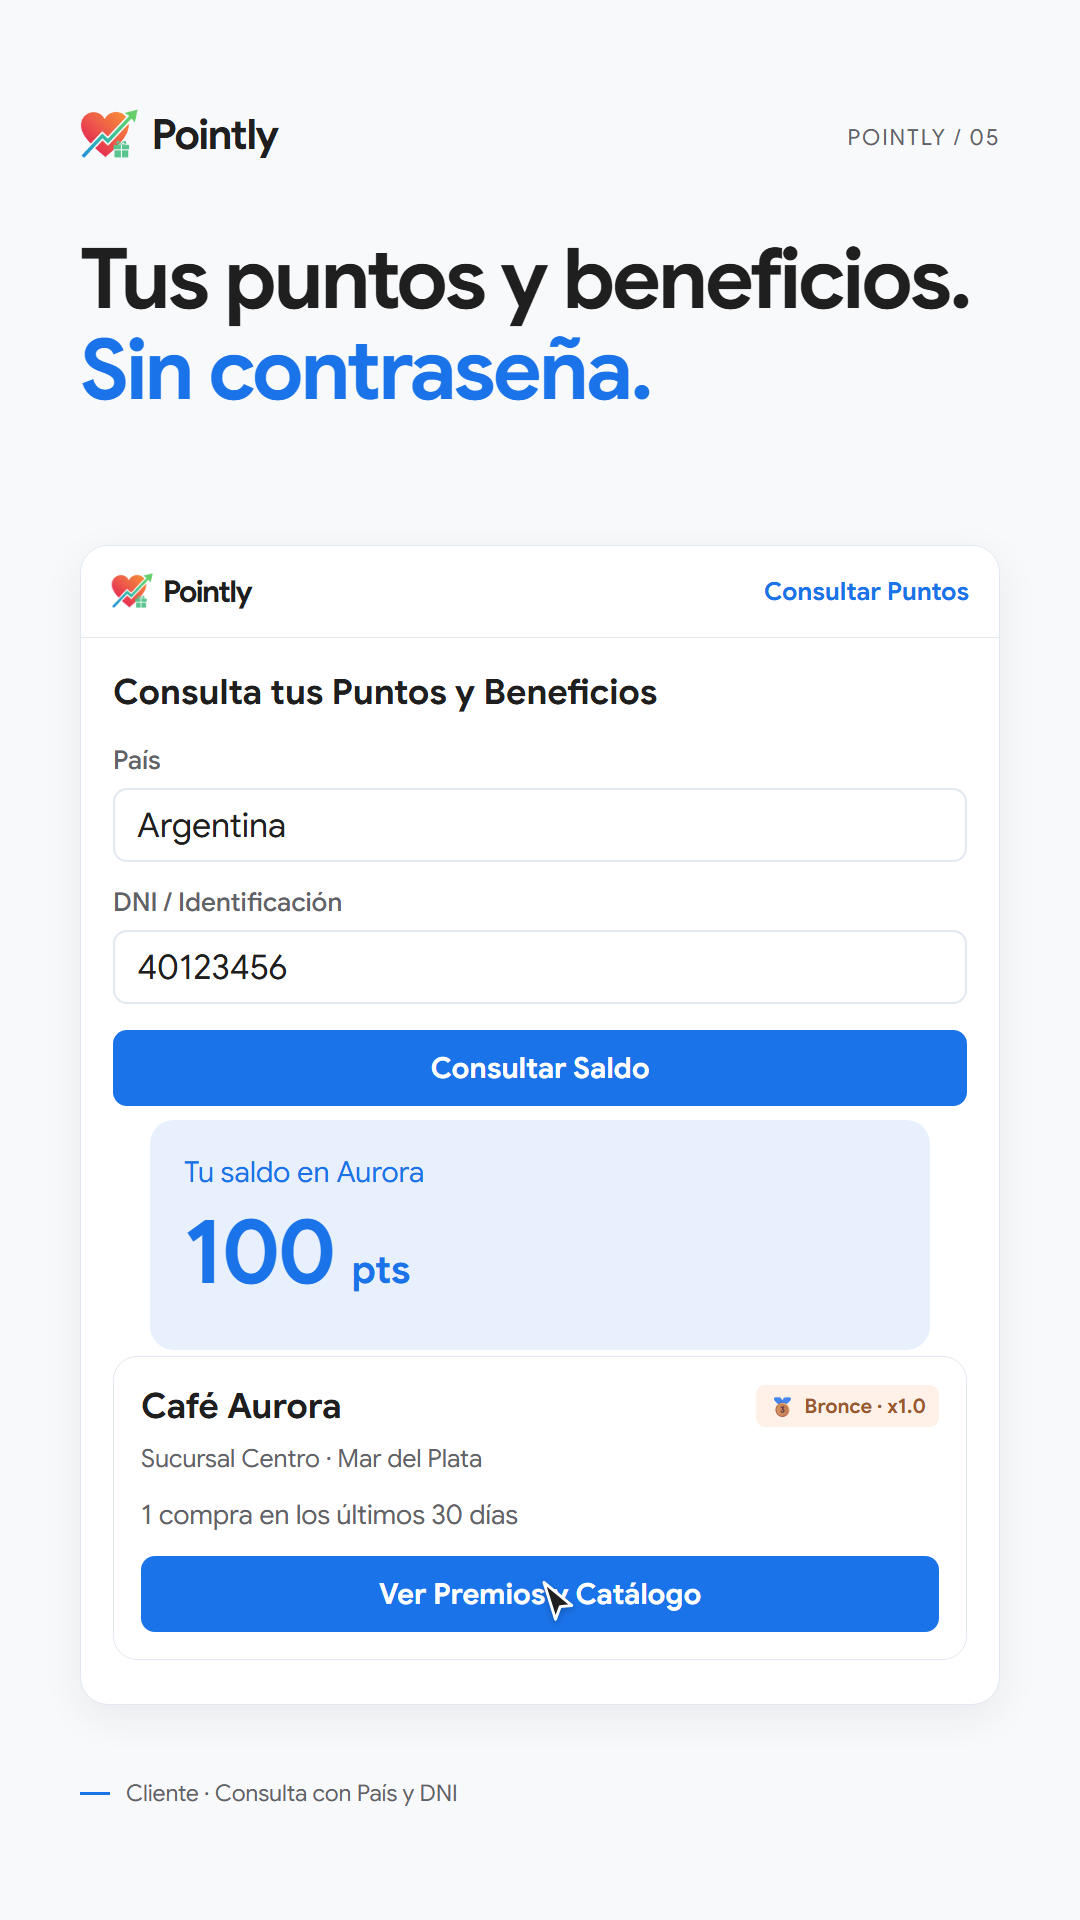 Pointly
POINTLY / 05
Tus puntos y beneficios.
Sin contraseña.
Pointly
Consultar Puntos
Consulta tus Puntos y Beneficios
País
Argentina
DNI / Identificación
40123456
Consultar Saldo
Tu saldo en Aurora
100 pts
Café Aurora
3
Bronce · x1.0
Sucursal Centro · Mar del Plata
1 compra en los últimos 30 días
Ver Premios y Catálogo
Cliente · Consulta con País y DNI